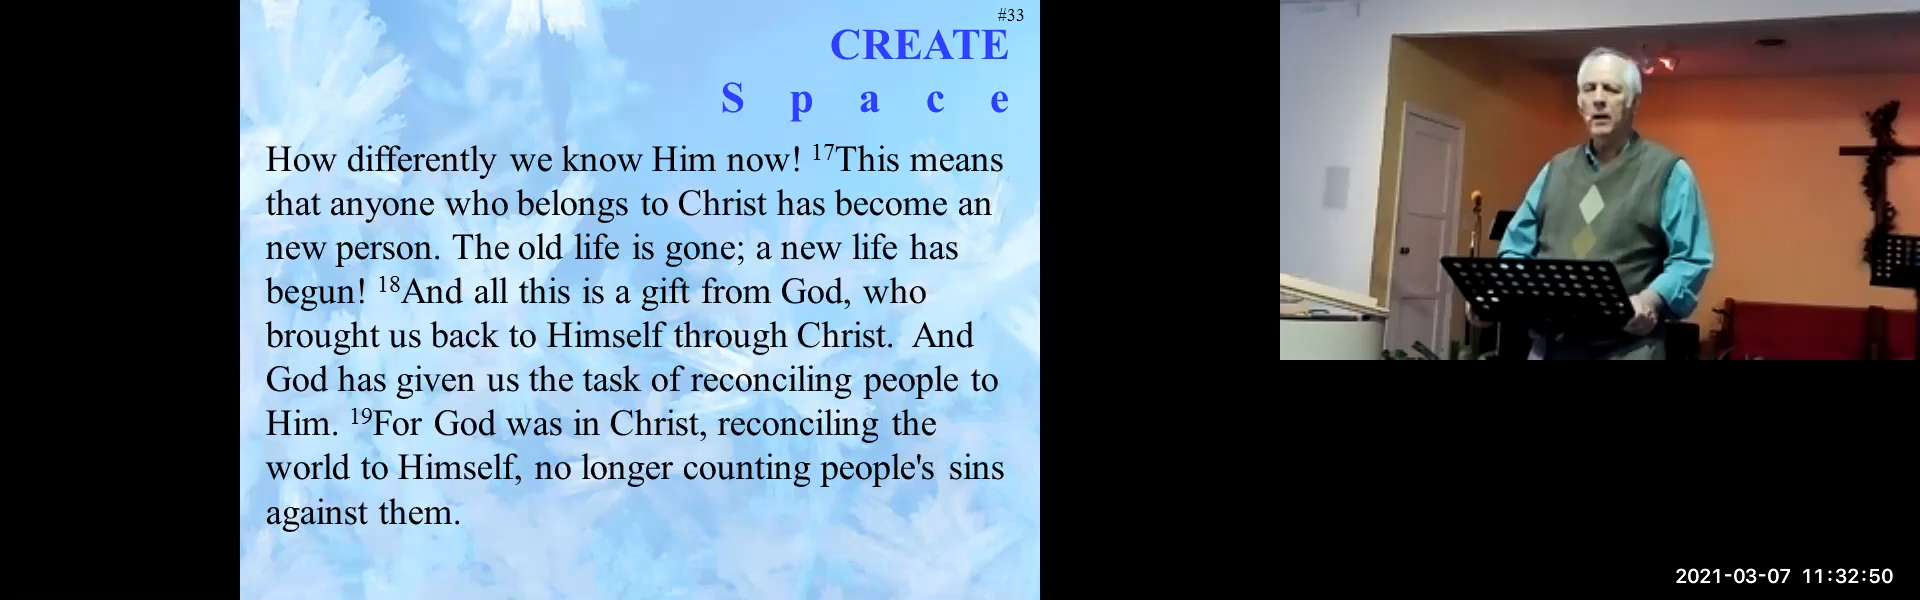 #33
CREATE
S p a c e
How differently we know Him now! 17This means
that anyone who belongs to Christ has become an
new person. The old life is gone; a new life has
begun! 18And all this is a gift from God, who
brought us back to Himself through Christ. And
God has given us the task of reconciling people to
Him. 19For God was in Christ, reconciling the
world to Himself, no longer counting people's sins
against them.
2021-03-07 11:32:50